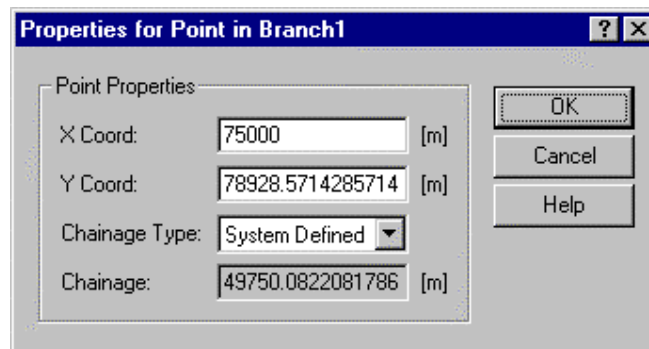 Properties for Point in Branch1
? X
Point Properties
X Coord: 75000 [m]
Y Coord: 78928.5714285714 [m]
Chainage Type: System Defined
Chainage: 49750.0822081786 [m]
OK
Cancel
Help